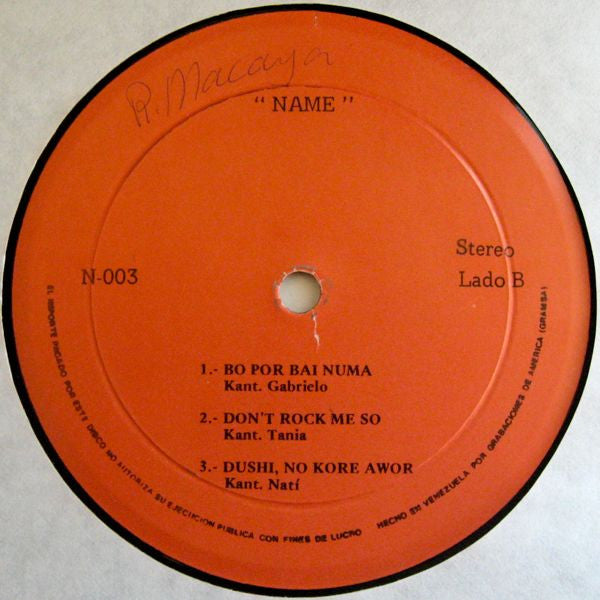 R. Macaya
" NAME "
Stereo
N-003
Lado B
1.- BO POR BAI NUMA
Kant. Gabrielo
2.- DON'T ROCK ME SO
Kant. Tania
3.- DUSHI, NO KORE AWOR
Kant. Natí
EL IMPORTE PAGADO POR ESTE DISCO NO AUTORIZA SU EJECUCION PUBLICA CON FINES DE LUCRO HECHO EN VENEZUELA POR GRABACIONES DE AMERICA (GRAMSA)